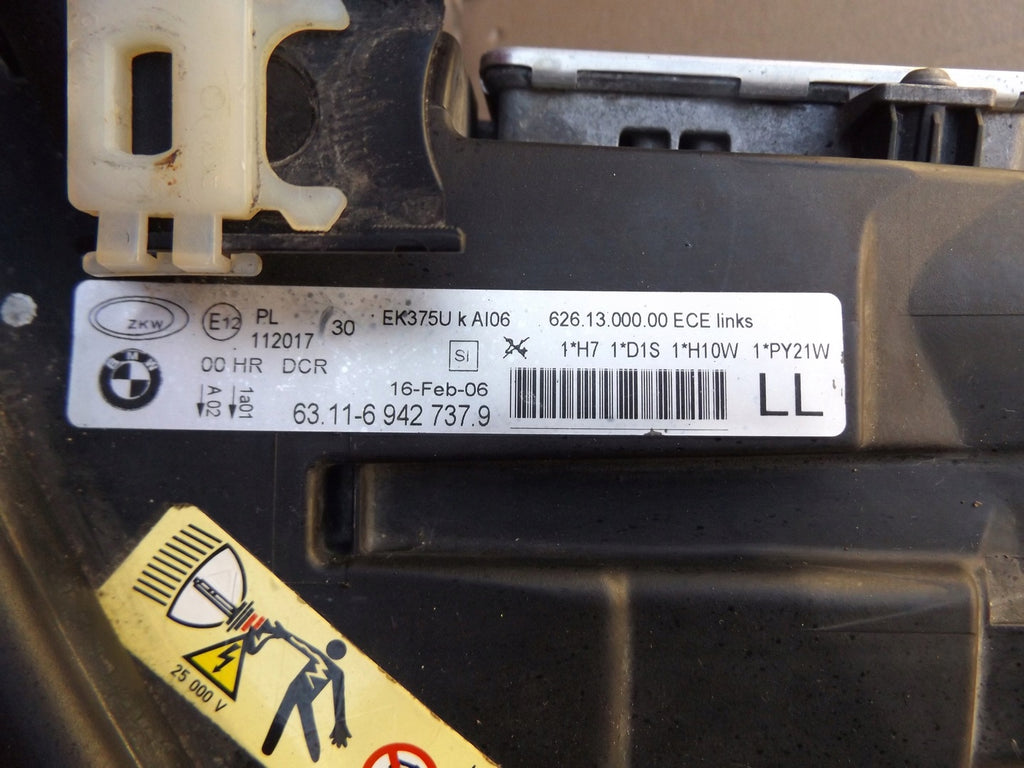 ZKW E12 PL 30 EK375U k AI06 626.13.000.00 ECE links
112017
00 HR DCR Si 1*H7 1*D1S 1*H10W 1*PY21W
BMW
A 02 1a01 16-Feb-06
63.11-6 942 737.9 LL
25 000 V